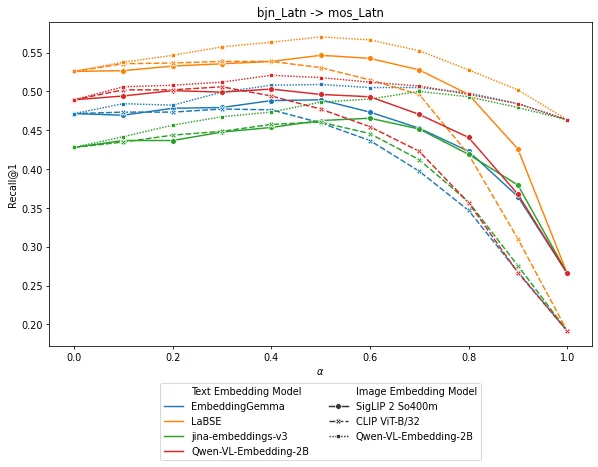 bjn_Latn -> mos_Latn
Recall@1
0.55
0.50
0.45
0.40
0.35
0.30
0.25
0.20
0.0 0.2 0.4 0.6 0.8 1.0
α
Text Embedding Model
EmbeddingGemma
LaBSE
jina-embeddings-v3
Qwen-VL-Embedding-2B
Image Embedding Model
SigLIP 2 So400m
CLIP ViT-B/32
Qwen-VL-Embedding-2B